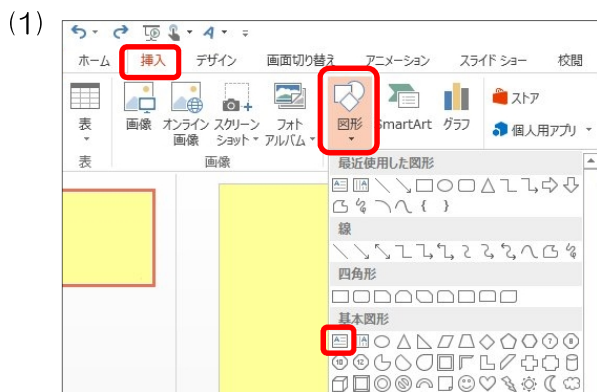 (1)
ホーム 挿入 デザイン 画面切り替え アニメーション スライド ショー 校閲
表 画像 オンライン画像 スクリーンショット フォトアルバム 図形 SmartArt グラフ ストア
個人用アプリ
表 画像
最近使用した図形
線
四角形
基本図形